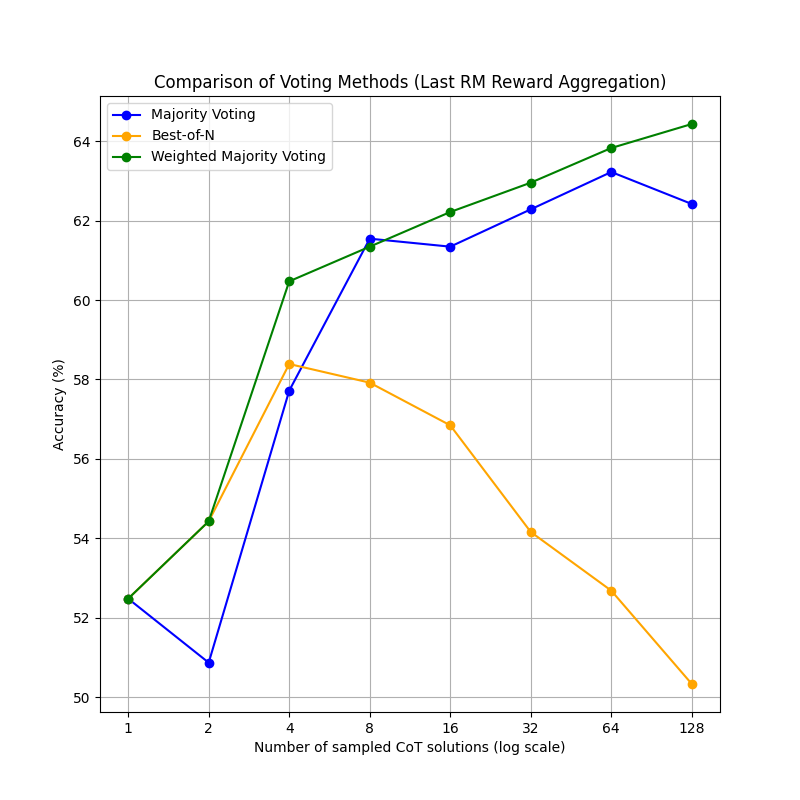 Comparison of Voting Methods (Last RM Reward Aggregation)
Majority Voting
Best-of-N
Weighted Majority Voting
64
62
60
58
56
54
52
50
Accuracy (%)
1 2 4 8 16 32 64 128
Number of sampled CoT solutions (log scale)